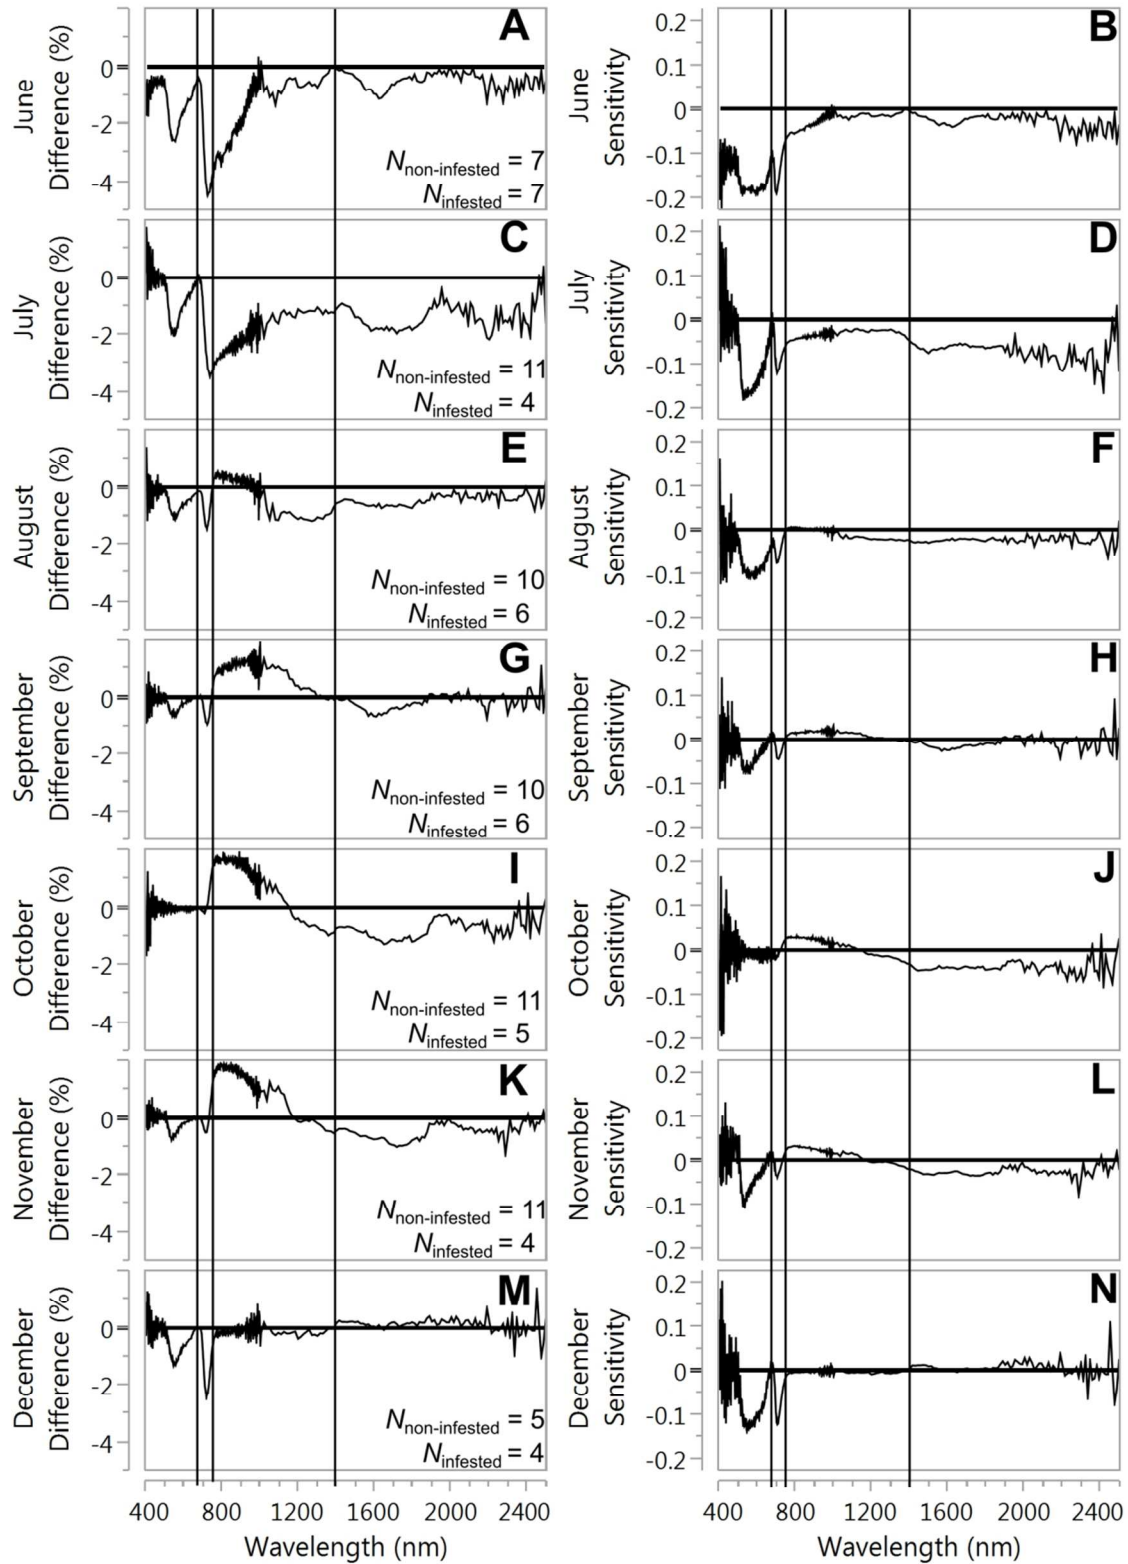 A
June
Difference (%)
0
-2
-4
Nnon-infested = 7
Ninfested = 7
B
June
Sensitivity
0.2
0.1
0
-0.1
-0.2
C
July
Difference (%)
0
-2
-4
Nnon-infested = 11
Ninfested = 4
D
July
Sensitivity
0.2
0.1
0
-0.1
-0.2
E
August
Difference (%)
0
-2
-4
Nnon-infested = 10
Ninfested = 6
F
August
Sensitivity
0.2
0.1
0
-0.1
-0.2
G
September
Difference (%)
0
-2
-4
Nnon-infested = 10
Ninfested = 6
H
September
Sensitivity
0.2
0.1
0
-0.1
-0.2
I
October
Difference (%)
0
-2
-4
Nnon-infested = 11
Ninfested = 5
J
October
Sensitivity
0.2
0.1
0
-0.1
-0.2
K
November
Difference (%)
0
-2
-4
Nnon-infested = 11
Ninfested = 4
L
November
Sensitivity
0.2
0.1
0
-0.1
-0.2
M
December
Difference (%)
0
-2
-4
Nnon-infested = 5
Ninfested = 4
N
December
Sensitivity
0.2
0.1
0
-0.1
-0.2
400 800 1200 1600 2000 2400
Wavelength (nm)
400 800 1200 1600 2000 2400
Wavelength (nm)